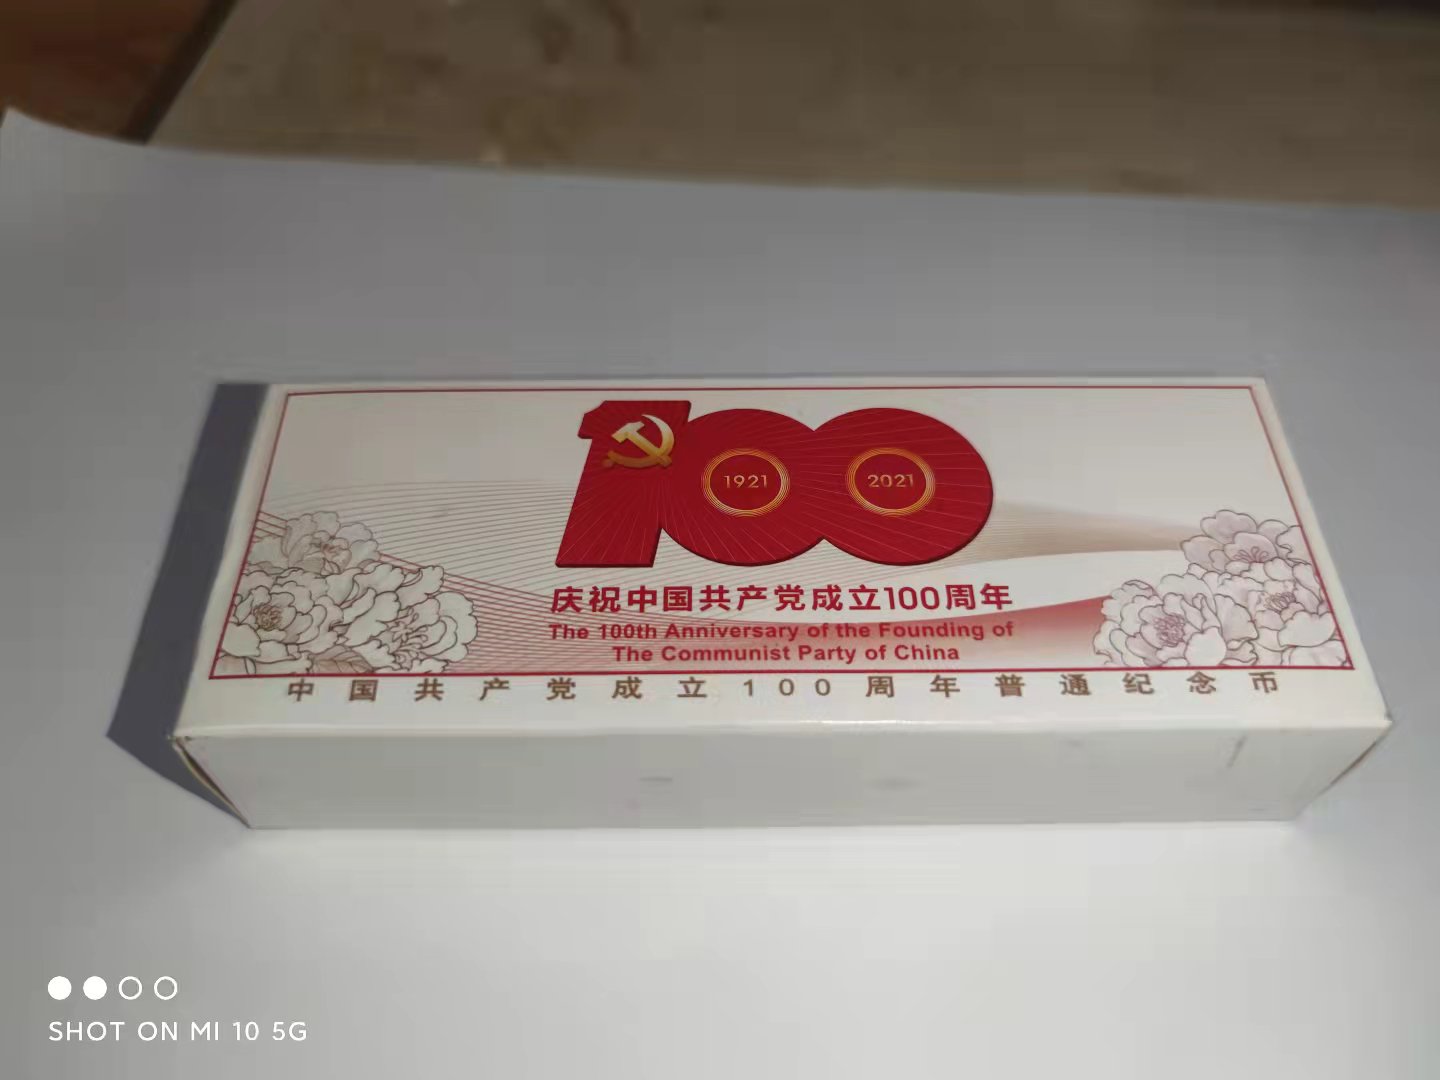 100
1921
2021
庆祝中国共产党成立100周年
The 100th Anniversary of the Founding of
The Communist Party of China
中国共产党成立100周年普通纪念币
SHOT ON MI 10 5G